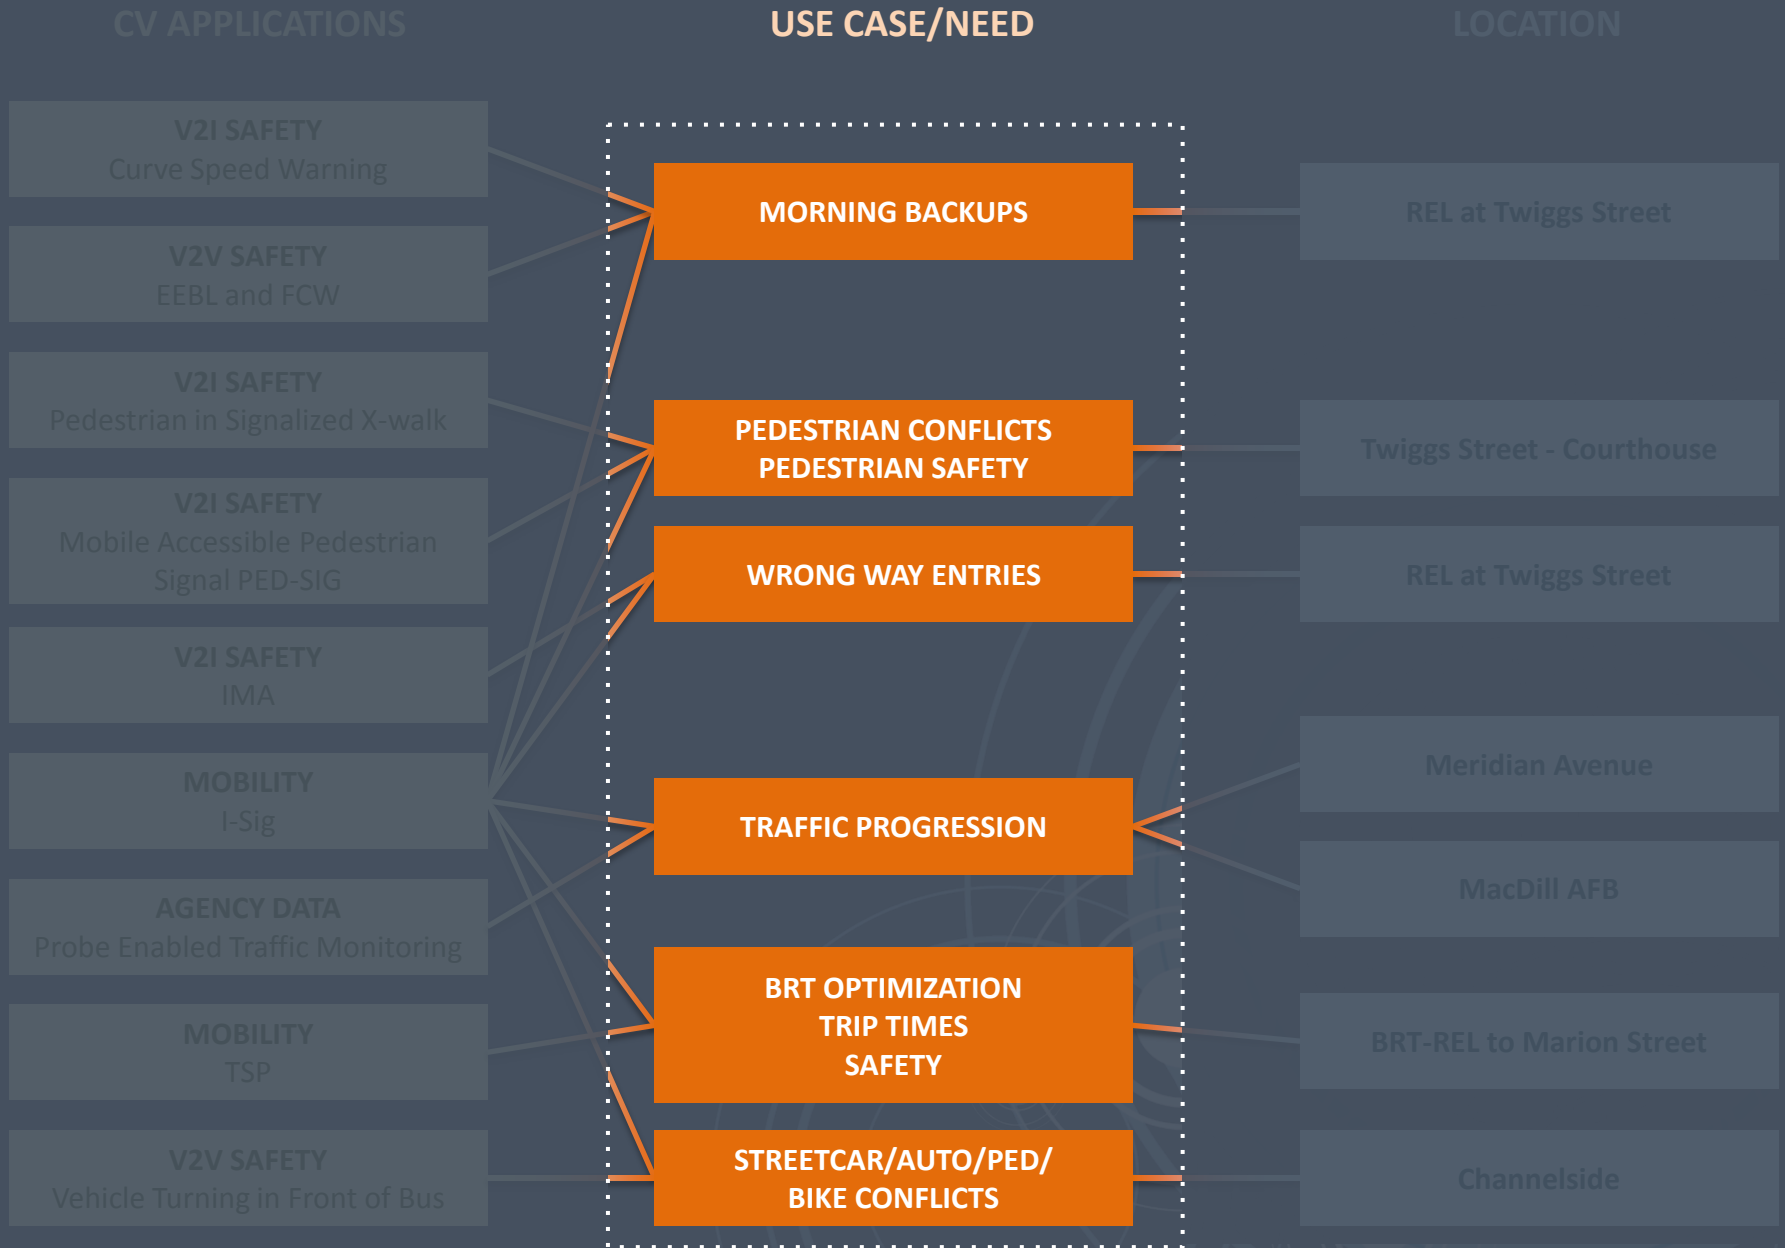 CV APPLICATIONS
USE CASE/NEED
LOCATION
V2I SAFETY
Curve Speed Warning
V2V SAFETY
EEBL and FCW
V2I SAFETY
Pedestrian in Signalized X-walk
V2I SAFETY
Mobile Accessible Pedestrian
Signal PED-SIG
V2I SAFETY
IMA
MOBILITY
I-Sig
AGENCY DATA
Probe Enabled Traffic Monitoring
MOBILITY
TSP
V2V SAFETY
Vehicle Turning in Front of Bus
MORNING BACKUPS
PEDESTRIAN CONFLICTS
PEDESTRIAN SAFETY
WRONG WAY ENTRIES
TRAFFIC PROGRESSION
BRT OPTIMIZATION
TRIP TIMES
SAFETY
STREETCAR/AUTO/PED/
BIKE CONFLICTS
REL at Twiggs Street
Twiggs Street - Courthouse
REL at Twiggs Street
Meridian Avenue
MacDill AFB
BRT-REL to Marion Street
Channelside